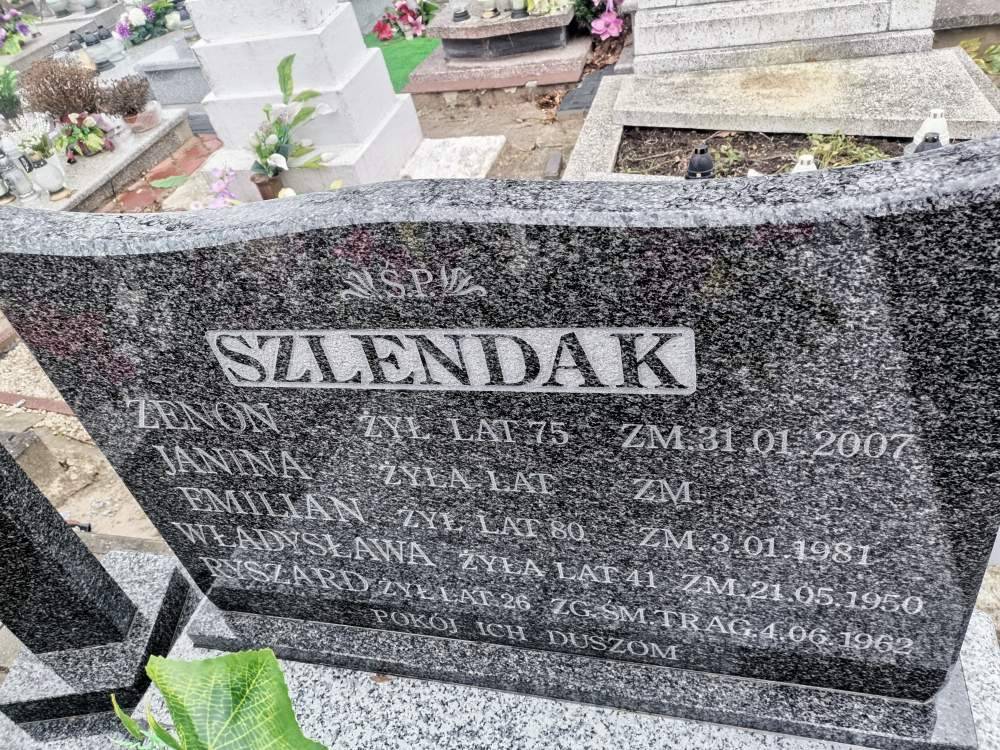 Ś.P.
SZLENDAK
ZENON ŻYŁ LAT 75 ZM. 31.01.2007
JANINA ŻYŁA LAT ZM.
EMILIAN ŻYŁ LAT 80 ZM. 3.01.1981
WŁADYSŁAWA ŻYŁA LAT 41 ZM. 21.05.1950
RYSZARD ŻYŁ LAT 26 ZG. ŚM. TRAG. 4.06.1962
POKÓJ ICH DUSZOM